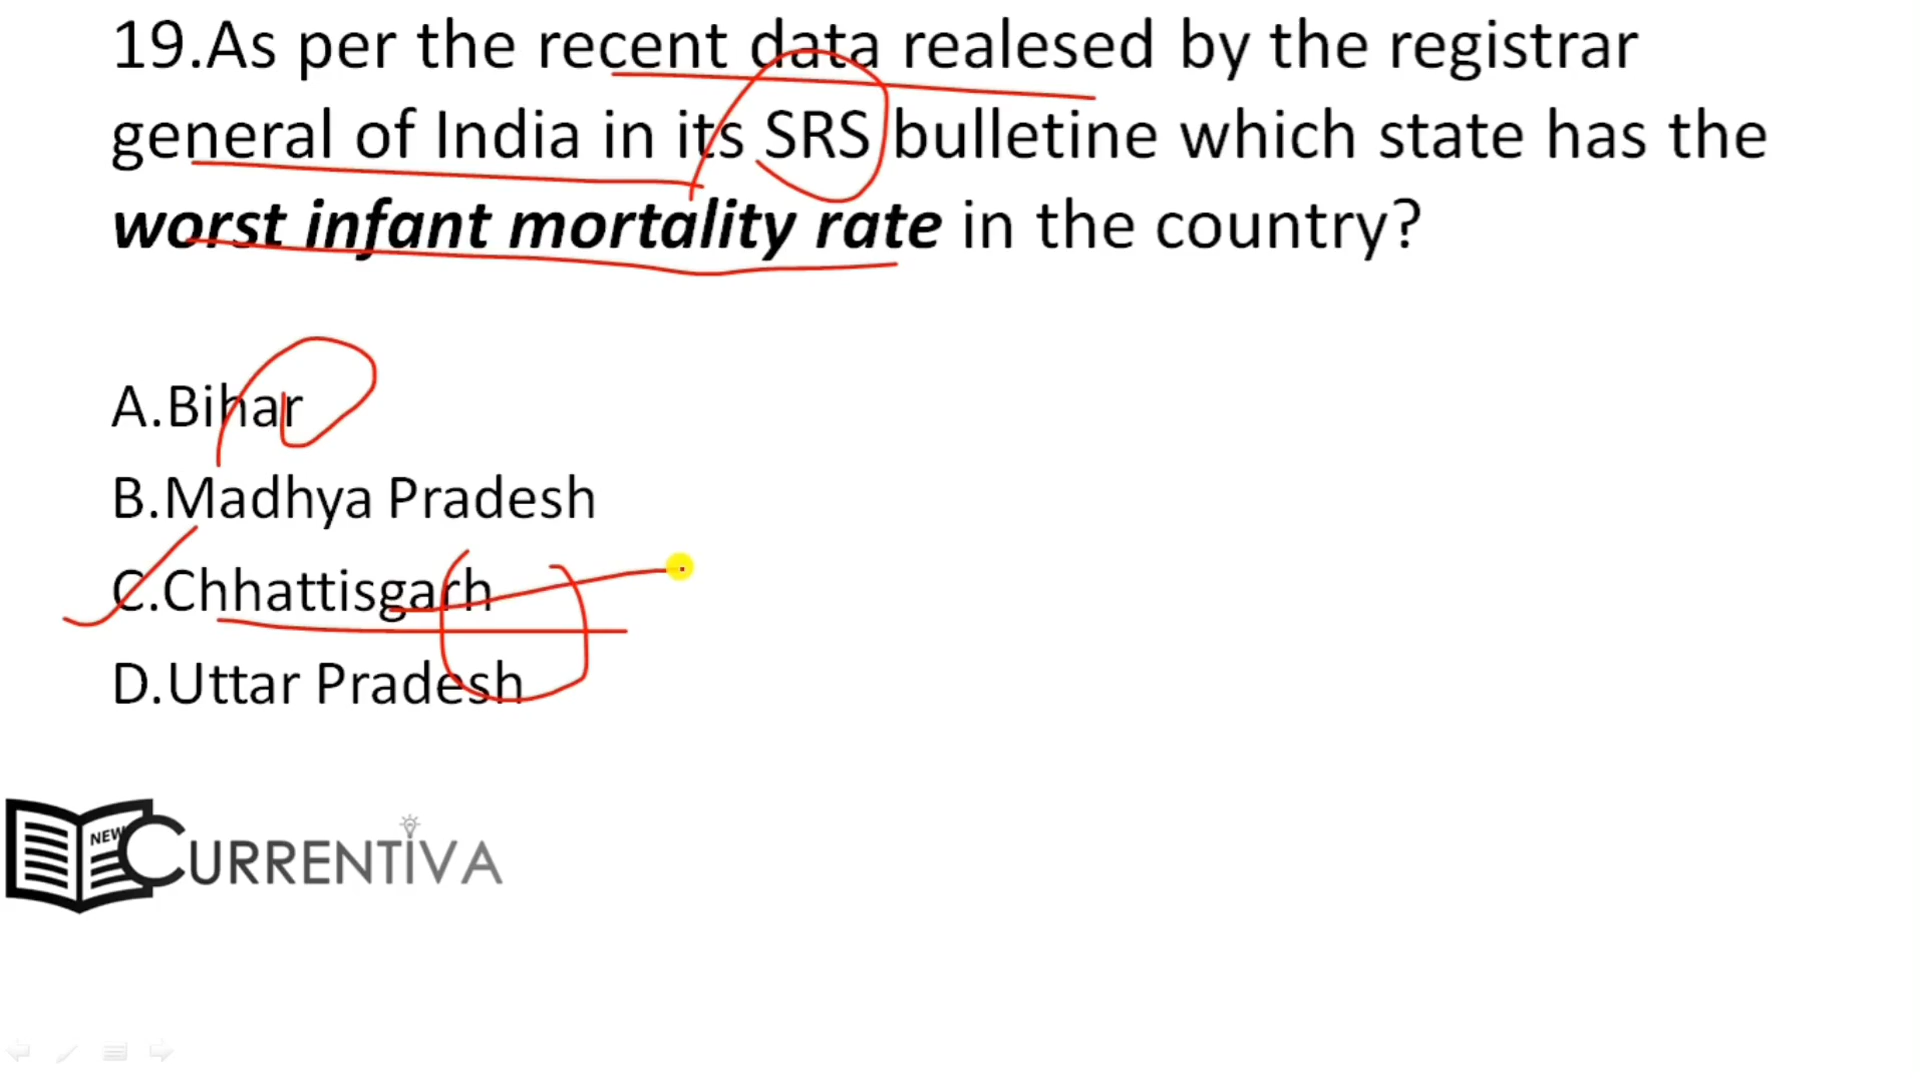 19.As per the recent data realesed by the registrar
general of India in its SRS bulletine which state has the
worst infant mortality rate in the country?
A.Bihar
B.Madhya Pradesh
C.Chhattisgarh
D.Uttar Pradesh
NEW
CURRENTIVA